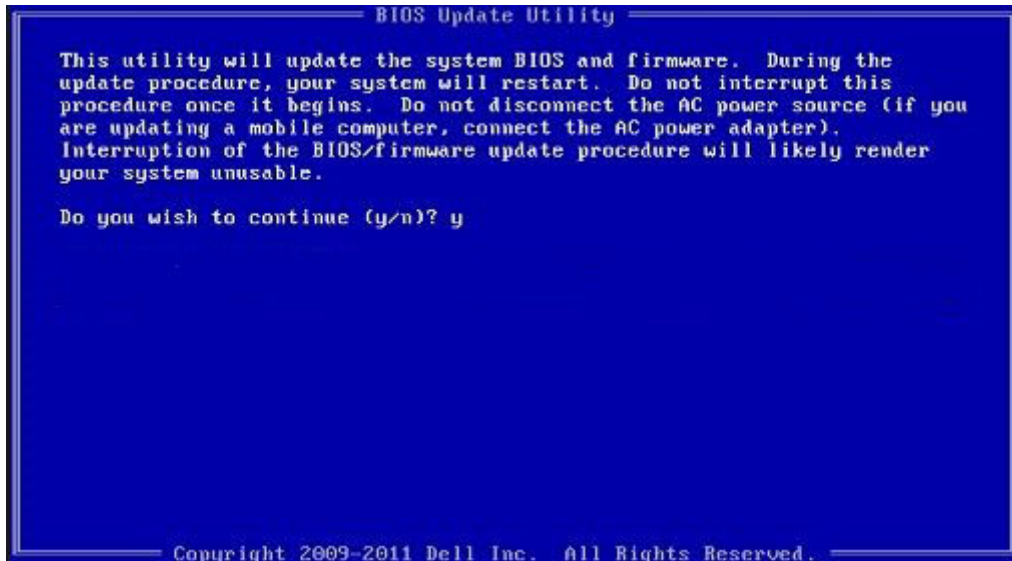 BIOS Update Utility
This utility will update the system BIOS and firmware.  During the
update procedure, your system will restart.  Do not interrupt this
procedure once it begins.  Do not disconnect the AC power source (if you
are updating a mobile computer, connect the AC power adapter).
Interruption of the BIOS/firmware update procedure will likely render
your system unusable.
Do you wish to continue (y/n)? y
Copyright 2009-2011 Dell Inc.  All Rights Reserved.